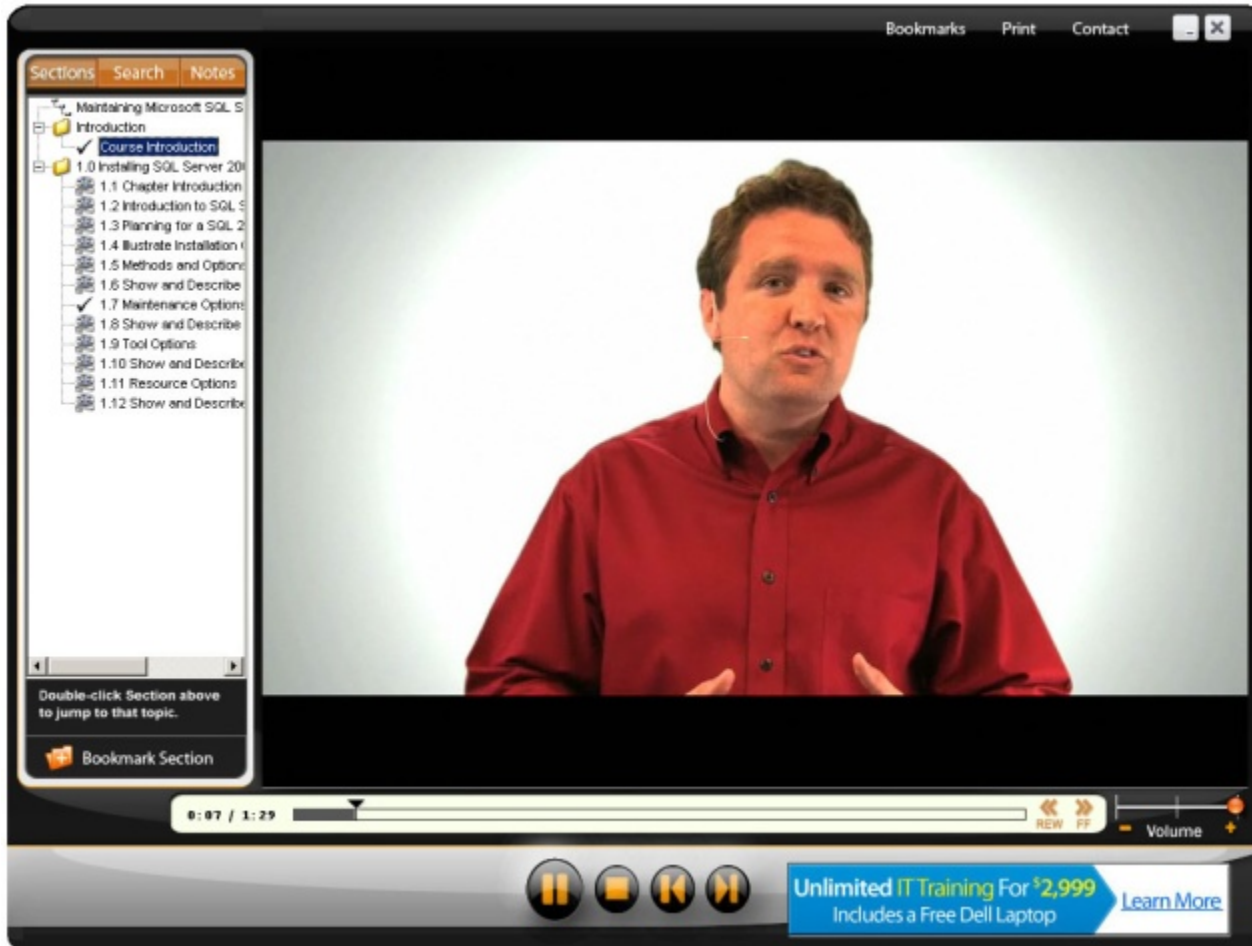 Bookmarks Print Contact
Sections Search Notes
Maintaining Microsoft SQL S
Introduction
Course Introduction
1.0 Installing SQL Server 20
1.1 Chapter Introduction
1.2 Introduction to SQL S
1.3 Planning for a SQL 2
1.4 Illustrate Installation
1.5 Methods and Options
1.6 Show and Describe
1.7 Maintenance Options
1.8 Show and Describe
1.9 Tool Options
1.10 Show and Describe
1.11 Resource Options
1.12 Show and Describe
Double-click Section above
to jump to that topic.
Bookmark Section
0:07 / 1:29
REW FF
Volume
Unlimited IT Training For $2,999
Includes a Free Dell Laptop
Learn More